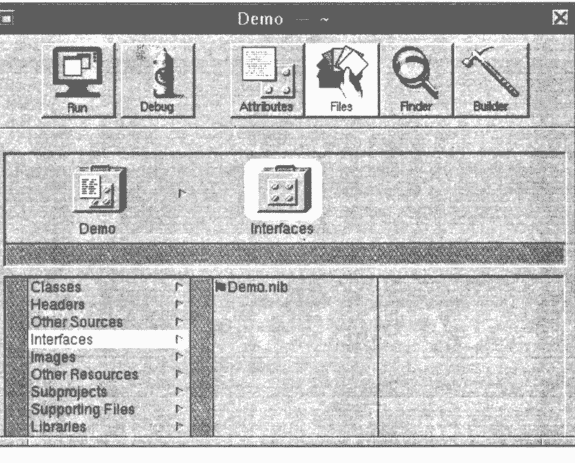 Demo — ~
Run
Debug
Attributes
Files
Finder
Builder
Demo
Interfaces
Classes
Headers
Other Sources
Interfaces
Images
Other Resources
Subprojects
Supporting Files
Libraries
Demo.nib